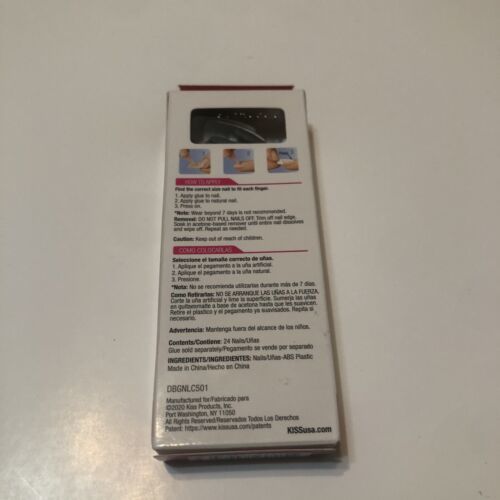 HOW TO APPLY
Find the correct size nail to fit each finger.
1. Apply glue to nail.
2. Apply glue to natural nail.
3. Press on.
*Note: Wear beyond 7 days is not recommended.
Removal: DO NOT PULL NAILS OFF. Trim off nail edge.
Soak in acetone-based remover until entire nail dissolves
and wipe off. Repeat as needed.
Caution: Keep out of reach of children.
COMO COLOCARLAS
Seleccione el tamaño correcto de uñas.
1. Aplique el pegamento a la uña artificial.
2. Aplique el pegamento a la uña natural.
3. Presione.
*Nota: No se recomienda utilizarlas durante más de 7 días.
Como Retirarlas: NO SE ARRANQUE LAS UÑAS A LA FUERZA.
Corte la uña artificial y lime la superficie. Sumerja las uñas
en quitaesmalte a base de acetona hasta que les suavicen.
Retire el plastico y el pegamento ya suavisados. Repita si
necesario.
Advertencia: Mantenga fuera del alcance de los niños.
Contents/Contiene: 24 Nails/Uñas
Glue sold separately/Pegamento se vende por separado
INGREDIENTS/INGREDIENTES: Nails/Uñas-ABS Plastic
Made in China/Hecho en China
DBGNLCS01
Manufactured for/Fabricado para
©2020 Kiss Products, Inc.
Port Washington, NY 11050
All Rights Reserved/Reservados Todos Los Derechos
Patent: https://www.kissusa.com/patents
KISSusa.com